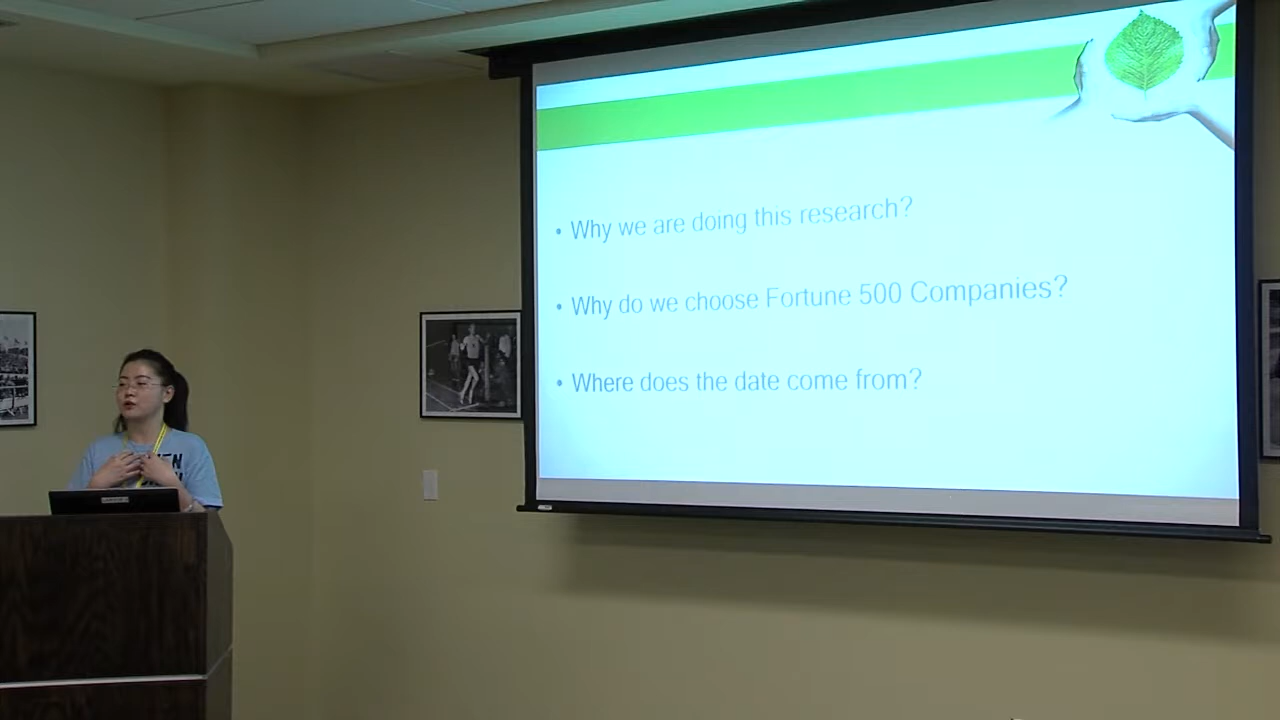 • Why we are doing this research?
• Why do we choose Fortune 500 Companies?
• Where does the date come from?